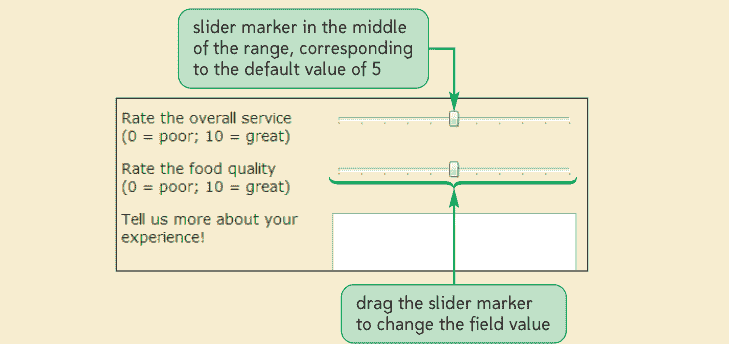 slider marker in the middle
of the range, corresponding
to the default value of 5
Rate the overall service
(0 = poor; 10 = great)
Rate the food quality
(0 = poor; 10 = great)
Tell us more about your
experience!
drag the slider marker
to change the field value